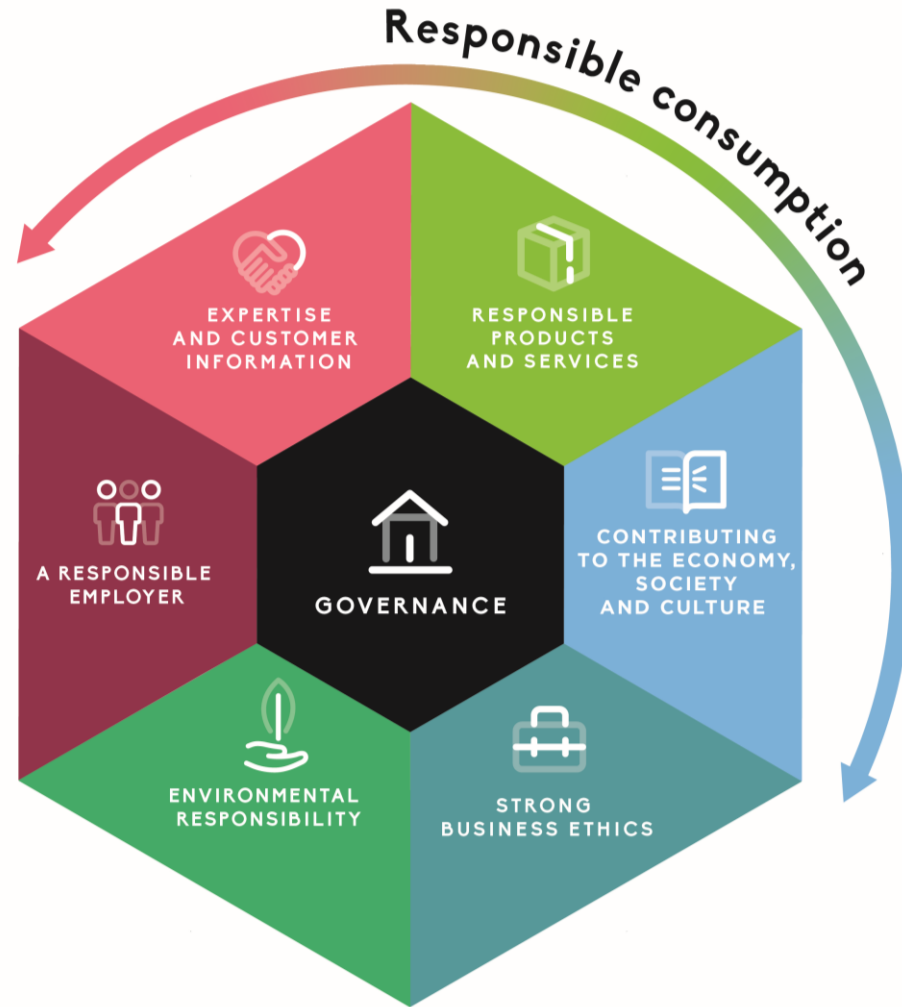 Responsible consumption
EXPERTISE
AND CUSTOMER
INFORMATION
RESPONSIBLE
PRODUCTS
AND SERVICES
A RESPONSIBLE
EMPLOYER
GOVERNANCE
CONTRIBUTING
TO THE ECONOMY,
SOCIETY
AND CULTURE
ENVIRONMENTAL
RESPONSIBILITY
STRONG
BUSINESS ETHICS